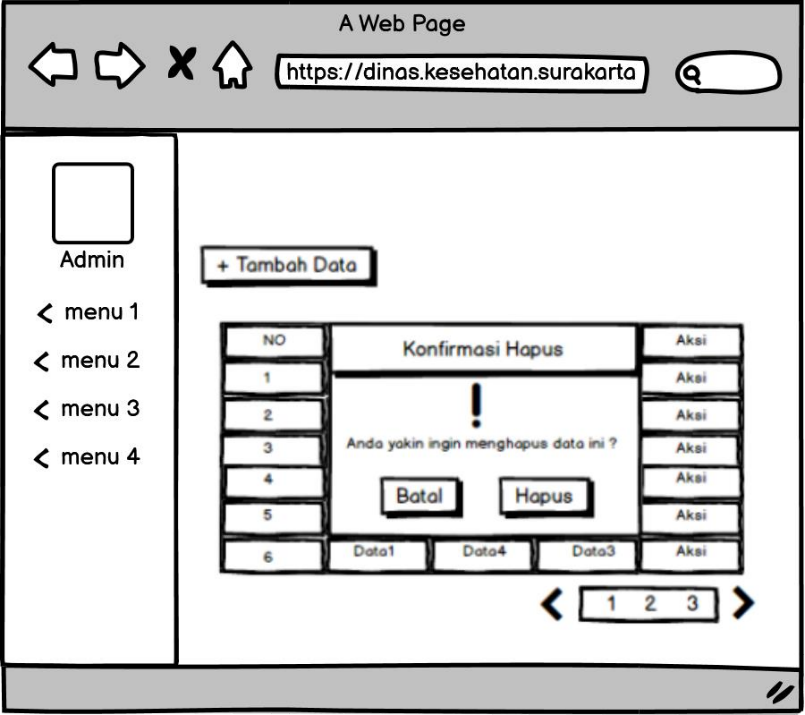 A Web Page
https://dinas.kesehatan.surakarta
Admin
menu 1
menu 2
menu 3
menu 4
+ Tambah Data
NO
Konfirmasi Hapus
Aksi
1
Aksi
!
2
Aksi
3
Anda yakin ingin menghapus data ini ?
Aksi
4
Aksi
Batal
Hapus
5
Aksi
6
Data1
Data4
Data3
Aksi
1 2 3